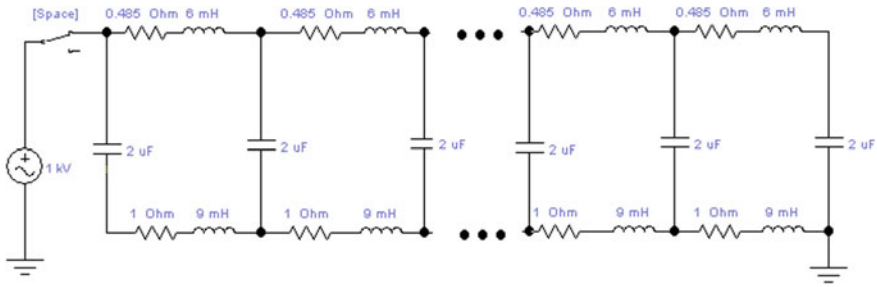 [Space] 0.485 Ohm 6 mH 0.485 Ohm 6 mH 0.485 Ohm 6 mH 0.485 Ohm 6 mH
2 uF 2 uF 2 uF 2 uF 2 uF 2 uF
1 kV
1 Ohm 9 mH 1 Ohm 9 mH 1 Ohm 9 mH 1 Ohm 9 mH